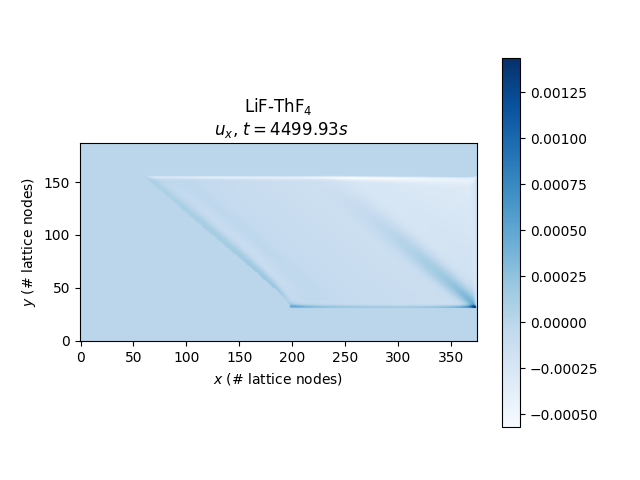 LiF-ThF₄
uₓ, t = 4499.93s
0.00125
0.00100
0.00075
0.00050
0.00025
0.00000
−0.00025
−0.00050
y (# lattice nodes)
150
100
50
0
0 50 100 150 200 250 300 350
x (# lattice nodes)